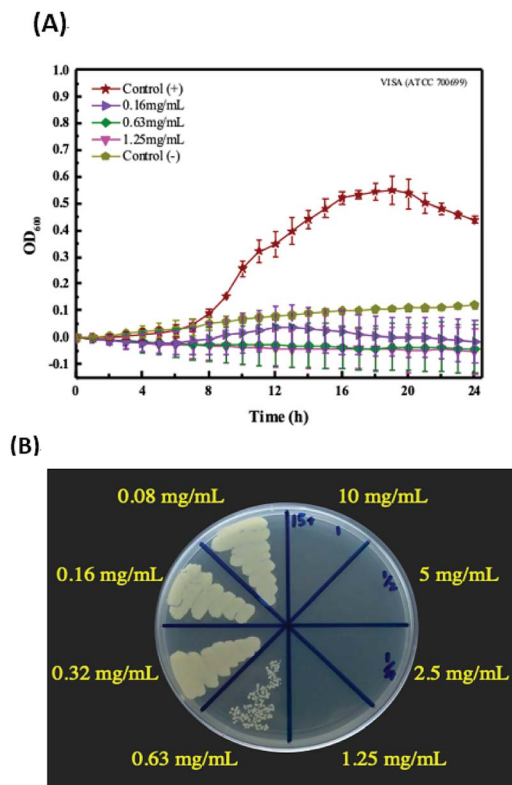 (A)
VISA (ATCC 700699)
Control (+)
0.16mg/mL
0.63mg/mL
1.25mg/mL
Control (-)
1.0
0.9
0.8
0.7
0.6
0.5
0.4
0.3
0.2
0.1
0.0
-0.1
OD600
0 4 8 12 16 20 24
Time (h)
(B)
0.08 mg/mL 10 mg/mL
15+ 1
0.16 mg/mL 5 mg/mL
0.32 mg/mL 2.5 mg/mL
0.63 mg/mL 1.25 mg/mL